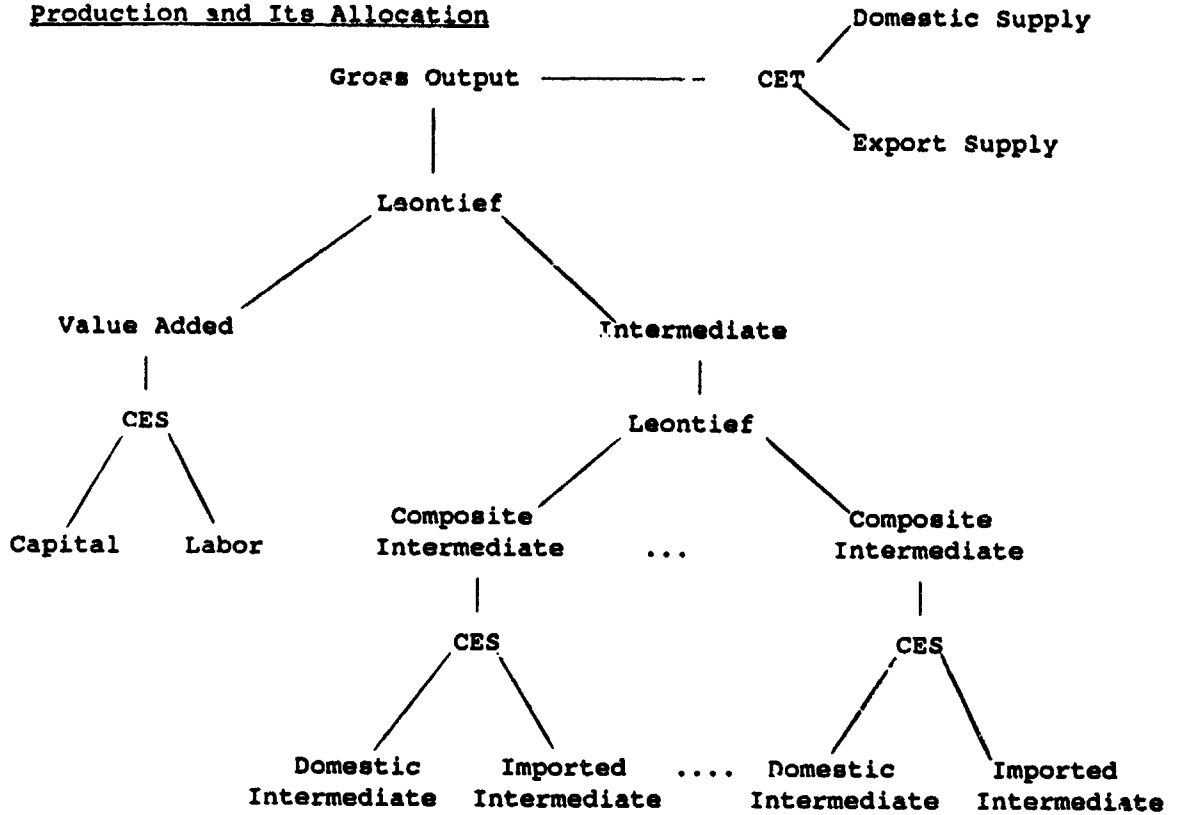 Production and Its Allocation
Domestic Supply
Gross Output
CET
Export Supply
Leontief
Value Added
Intermediate
CES
Leontief
Composite
Intermediate
...
Composite
Intermediate
Capital
Labor
CES
CES
Domestic
Intermediate
Imported
Intermediate
....
Domestic
Intermediate
Imported
Intermediate